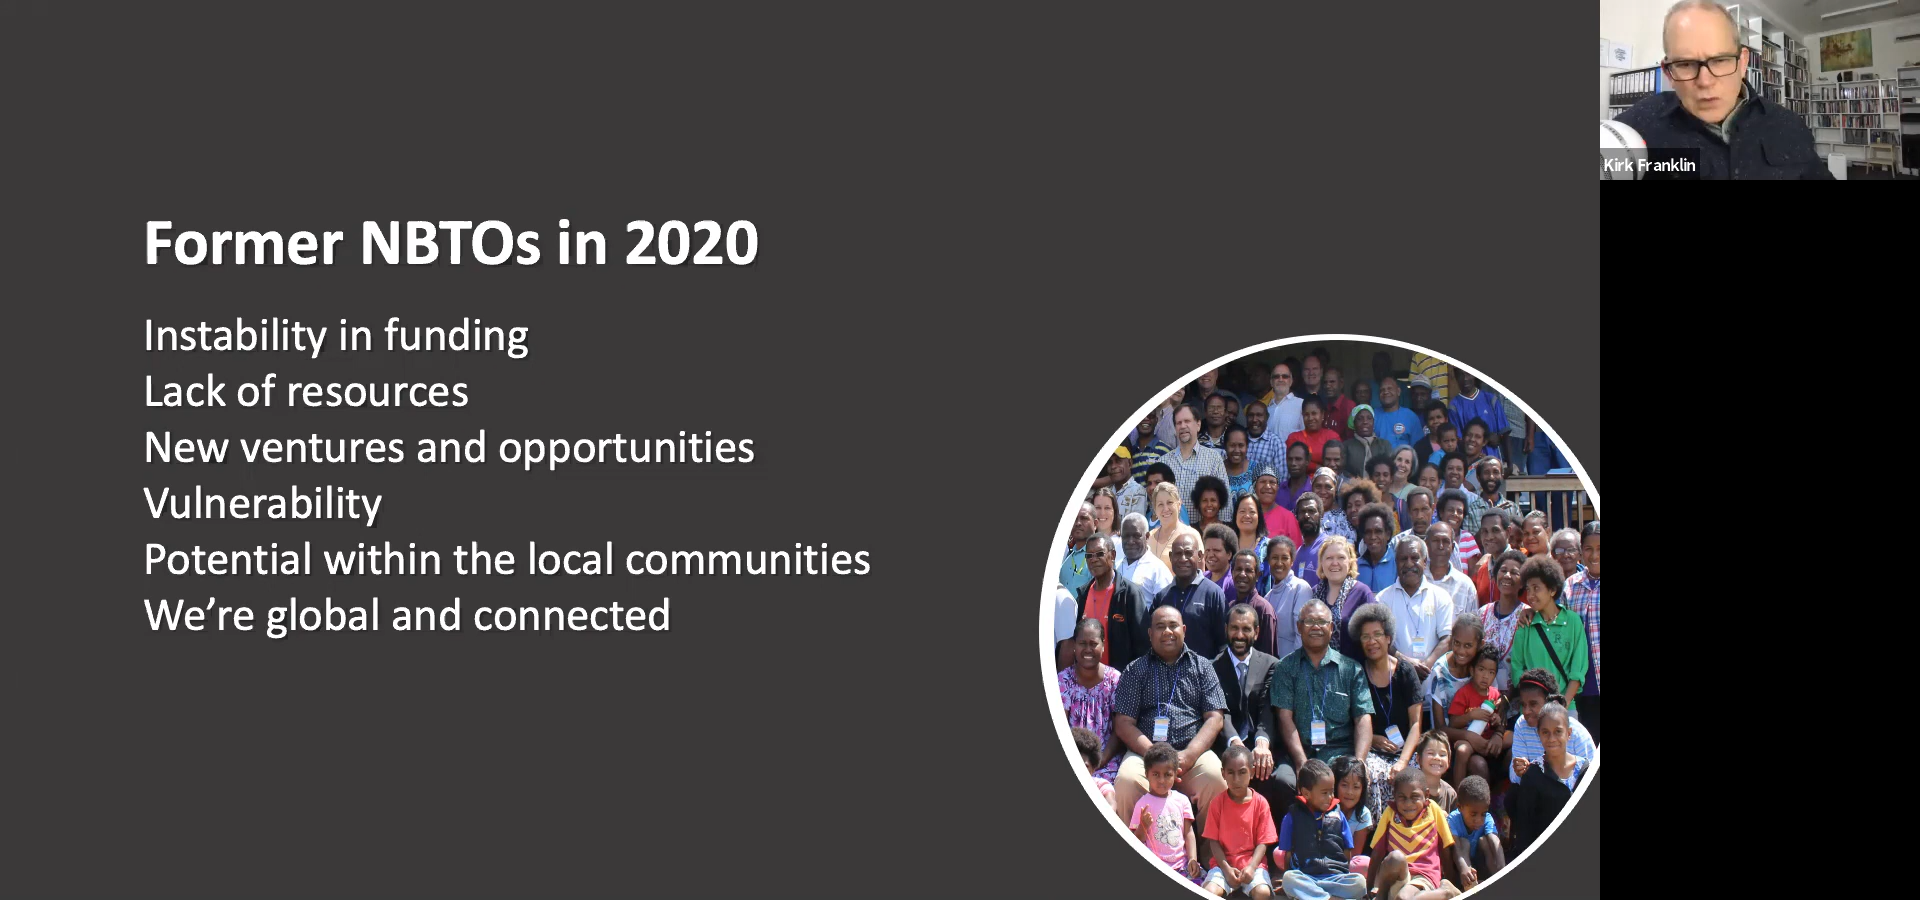 Former NBTOs in 2020
Instability in funding
Lack of resources
New ventures and opportunities
Vulnerability
Potential within the local communities
We’re global and connected
Kirk Franklin